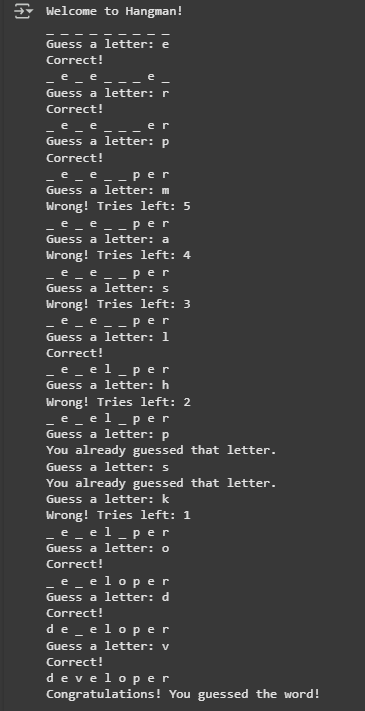 Welcome to Hangman!
_ _ _ _ _ _ _ _ _
Guess a letter: e
Correct!
_ e _ e _ _ _ e _
Guess a letter: r
Correct!
_ e _ e _ _ _ e r
Guess a letter: p
Correct!
_ e _ e _ _ p e r
Guess a letter: m
Wrong! Tries left: 5
_ e _ e _ _ p e r
Guess a letter: a
Wrong! Tries left: 4
_ e _ e _ _ p e r
Guess a letter: s
Wrong! Tries left: 3
_ e _ e _ _ p e r
Guess a letter: l
Correct!
_ e _ e l _ p e r
Guess a letter: h
Wrong! Tries left: 2
_ e _ e l _ p e r
Guess a letter: p
You already guessed that letter.
Guess a letter: s
You already guessed that letter.
Guess a letter: k
Wrong! Tries left: 1
_ e _ e l _ p e r
Guess a letter: o
Correct!
_ e _ e l o p e r
Guess a letter: d
Correct!
d e _ e l o p e r
Guess a letter: v
Correct!
d e v e l o p e r
Congratulations! You guessed the word!